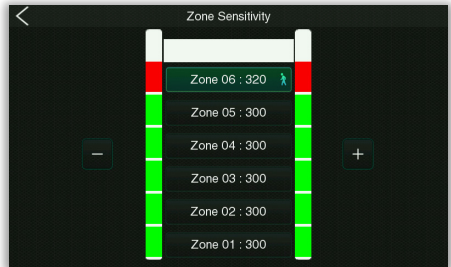 Zone Sensitivity
Zone 06 : 320
Zone 05 : 300
Zone 04 : 300
Zone 03 : 300
Zone 02 : 300
Zone 01 : 300